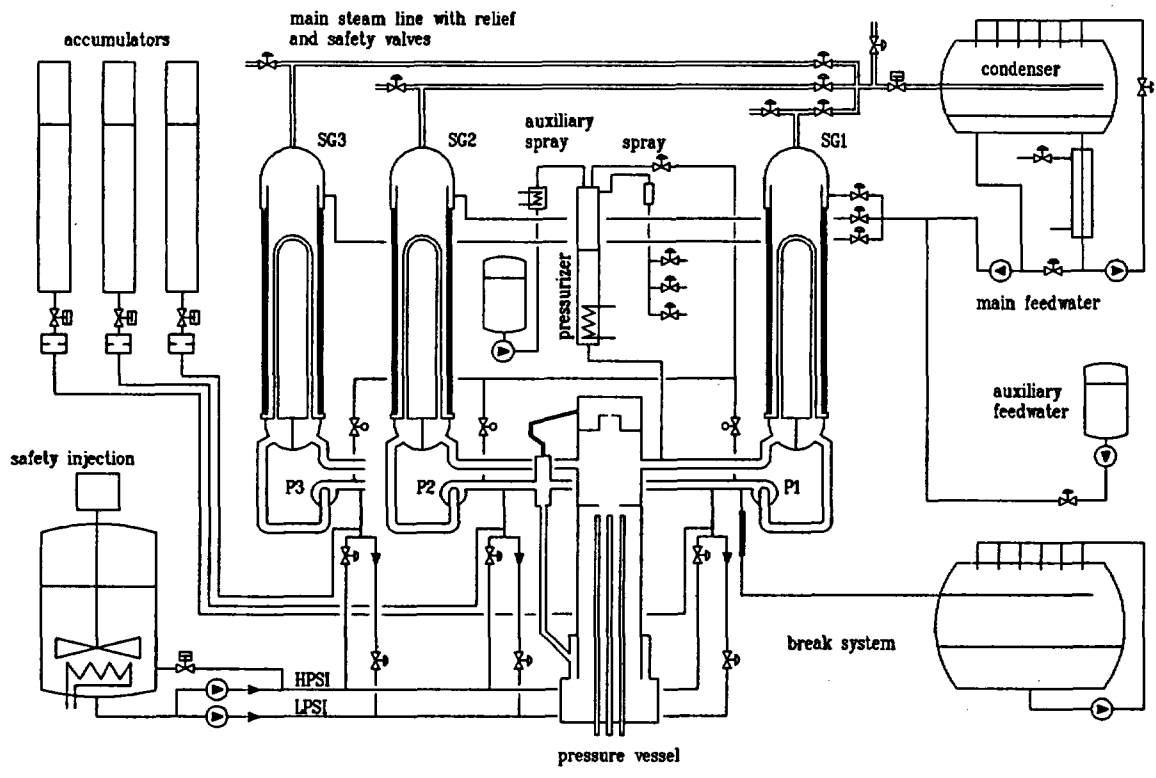 main steam line with relief
and safety valves
accumulators
condenser
SG3
SG2
auxiliary
spray
spray
SG1
pressurizer
main feedwater
auxiliary
feedwater
safety injection
P3
P2
P1
break system
HPSI
LPSI
pressure vessel